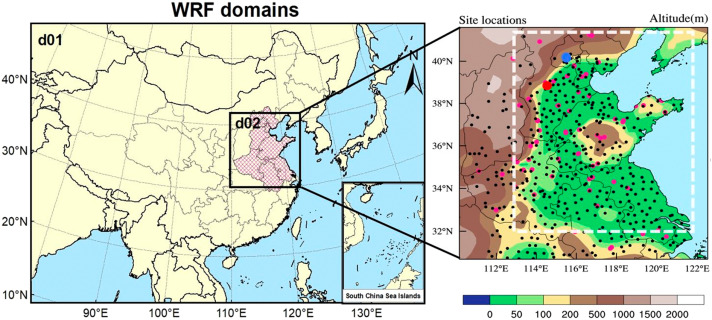 WRF domains
d01
N
d02
40°N
30°N
20°N
10°N
90°E
100°E
110°E
120°E
130°E
South China Sea Islands
Site locations
Altitude(m)
40°N
38°N
36°N
34°N
32°N
112°E
114°E
116°E
118°E
120°E
122°E
0
50
100
200
500
1000
1500
2000